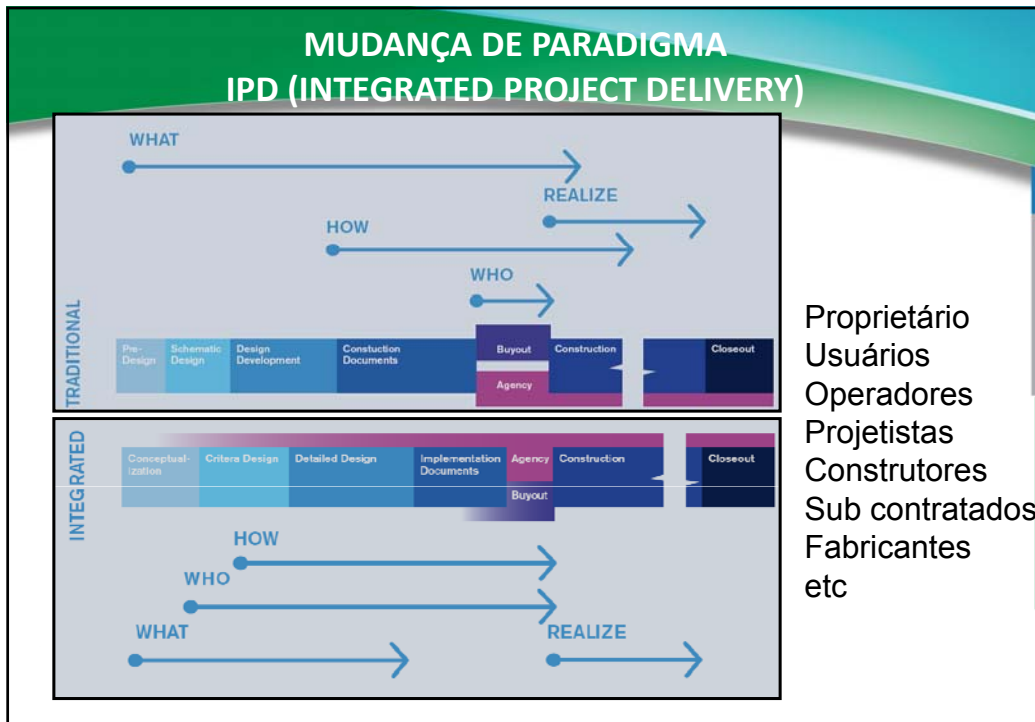 MUDANÇA DE PARADIGMA
IPD (INTEGRATED PROJECT DELIVERY)
WHAT
REALIZE
HOW
WHO
TRADITIONAL
Pre-
Design
Schematic
Design
Design
Development
Constuction
Documents
Buyout
Agency
Construction
Closeout
INTEGRATED
Conceptual-
ization
Critera Design
Detailed Design
Implementation
Documents
Agency
Buyout
Construction
Closeout
HOW
WHO
WHAT
REALIZE
Proprietário
Usuários
Operadores
Projetistas
Construtores
Sub contratados
Fabricantes
etc